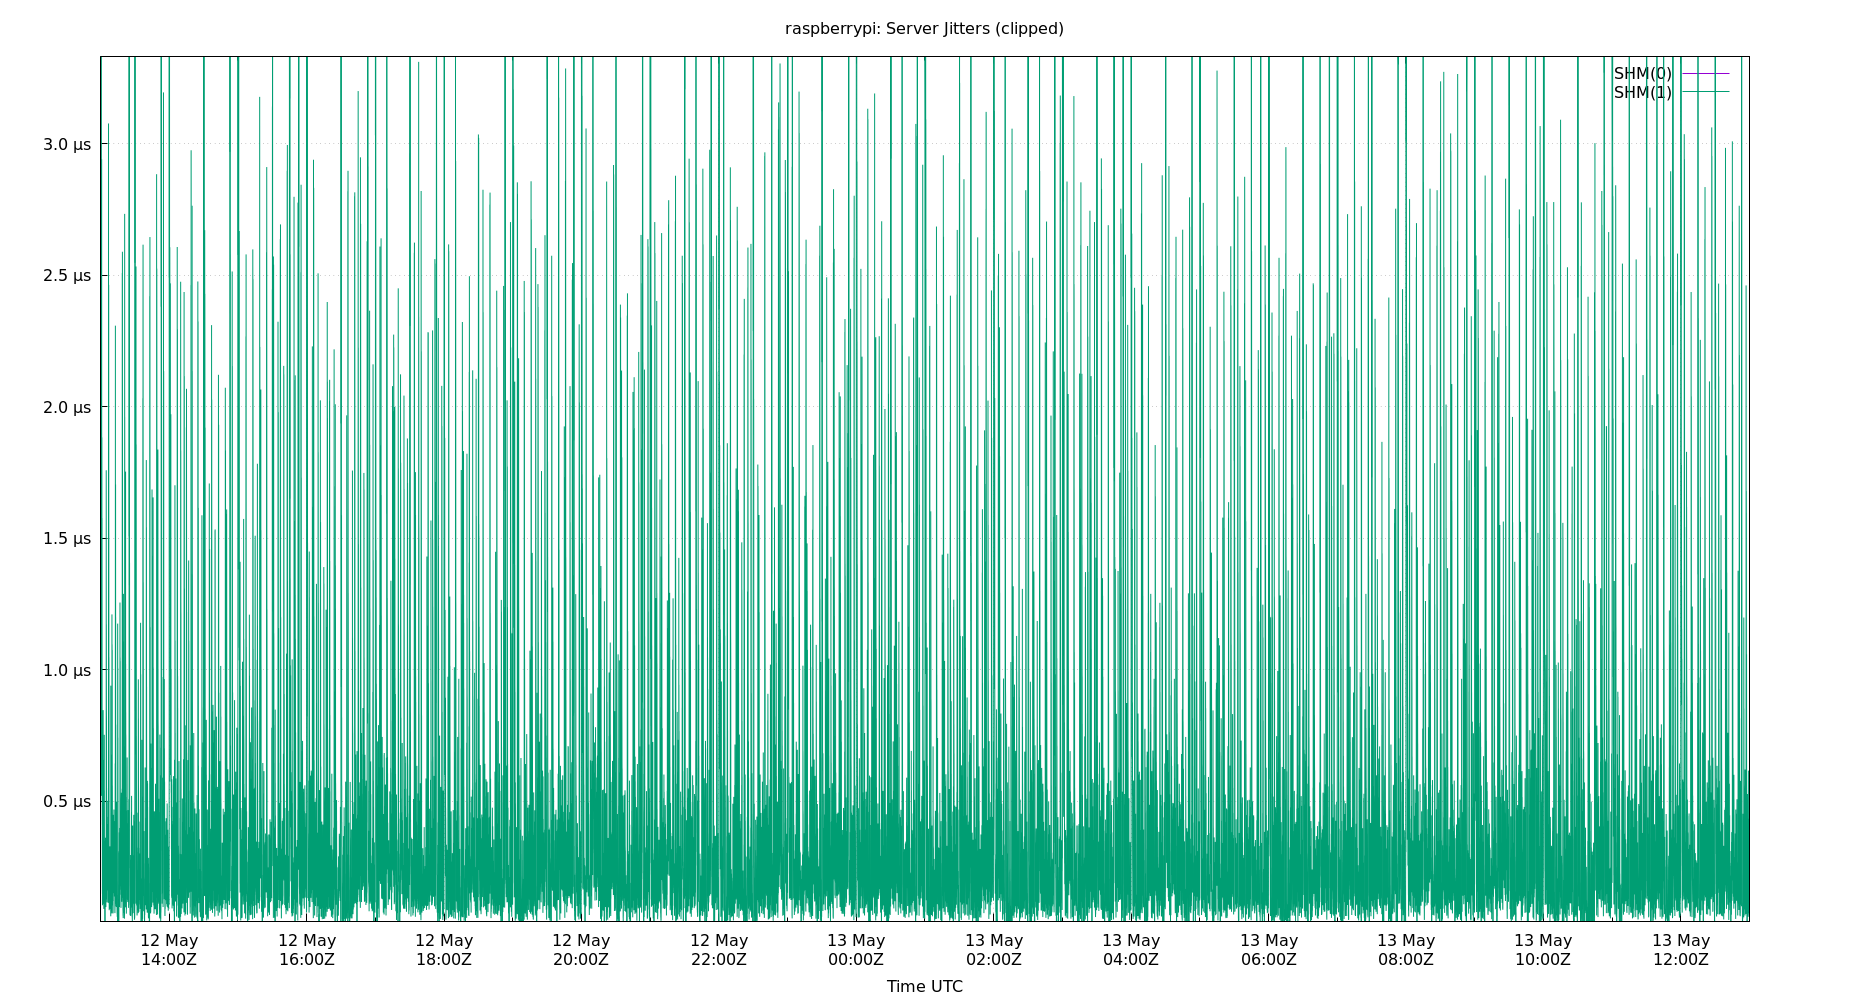 raspberrypi: Server Jitters (clipped)
SHM(0)
SHM(1)
3.0 µs
2.5 µs
2.0 µs
1.5 µs
1.0 µs
0.5 µs
12 May 12 May 12 May 12 May 12 May 13 May 13 May 13 May 13 May 13 May 13 May 13 May
14:00Z 16:00Z 18:00Z 20:00Z 22:00Z 00:00Z 02:00Z 04:00Z 06:00Z 08:00Z 10:00Z 12:00Z
Time UTC